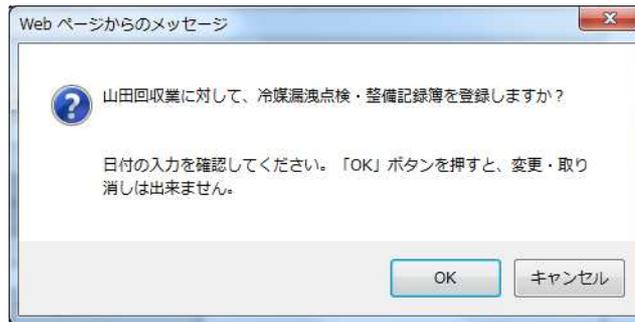 Web ページからのメッセージ
山田回収業に対して、冷媒漏洩点検・整備記録簿を登録しますか？
日付の入力を確認してください。「OK」ボタンを押すと、変更・取り
消しは出来ません。
OK
キャンセル